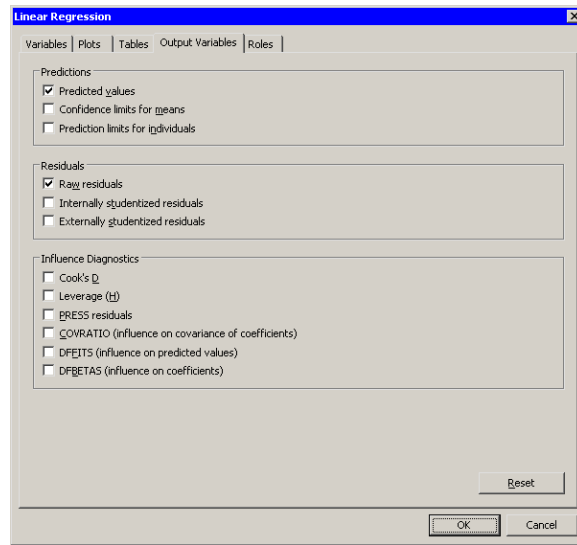 Linear Regression
Variables Plots Tables Output Variables Roles
Predictions
Predicted values
Confidence limits for means
Prediction limits for individuals
Residuals
Raw residuals
Internally studentized residuals
Externally studentized residuals
Influence Diagnostics
Cook's D
Leverage (H)
PRESS residuals
COVRATIO (influence on covariance of coefficients)
DFFITS (influence on predicted values)
DFBETAS (influence on coefficients)
Reset
OK Cancel